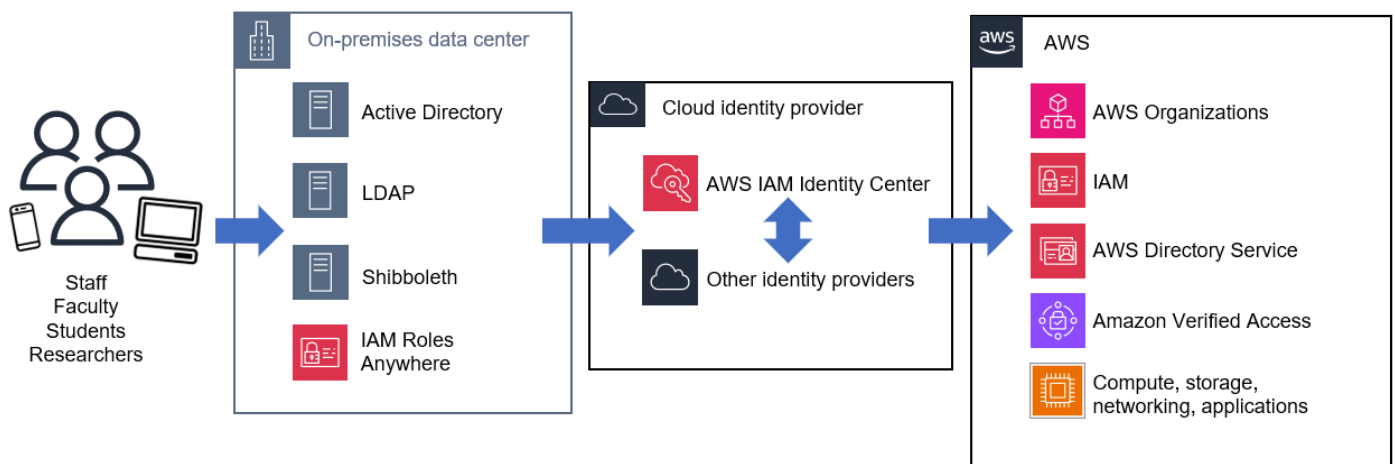 Staff
Faculty
Students
Researchers
On-premises data center
Active Directory
LDAP
Shibboleth
IAM Roles
Anywhere
Cloud identity provider
AWS IAM Identity Center
Other identity providers
aws
AWS
AWS Organizations
IAM
AWS Directory Service
Amazon Verified Access
Compute, storage,
networking, applications